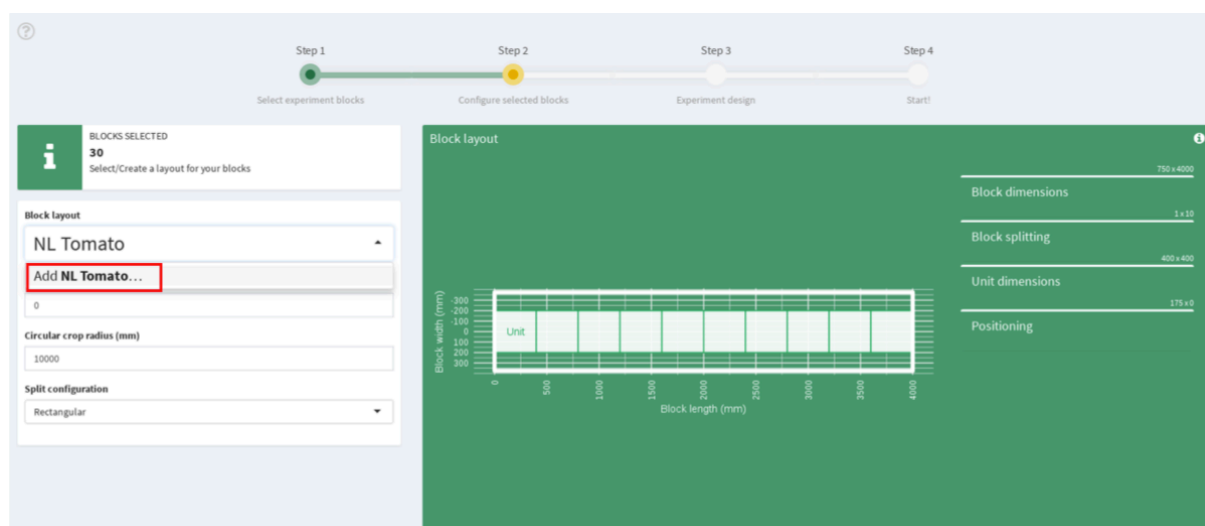 ?
Step 1
Step 2
Step 3
Step 4
Select experiment blocks
Configure selected blocks
Experiment design
Start!
i
BLOCKS SELECTED
30
Select/Create a layout for your blocks
Block layout
NL Tomato
Add NL Tomato...
0
Circular crop radius (mm)
10000
Split configuration
Rectangular
Block layout
i
750 x 4000
Block dimensions
1 x 10
Block splitting
400 x 400
Unit dimensions
175 x 0
Positioning
Block width (mm)
-300
-200
-100
0
100
200
300
Unit
0
500
1000
1500
2000
2500
3000
3500
4000
Block length (mm)